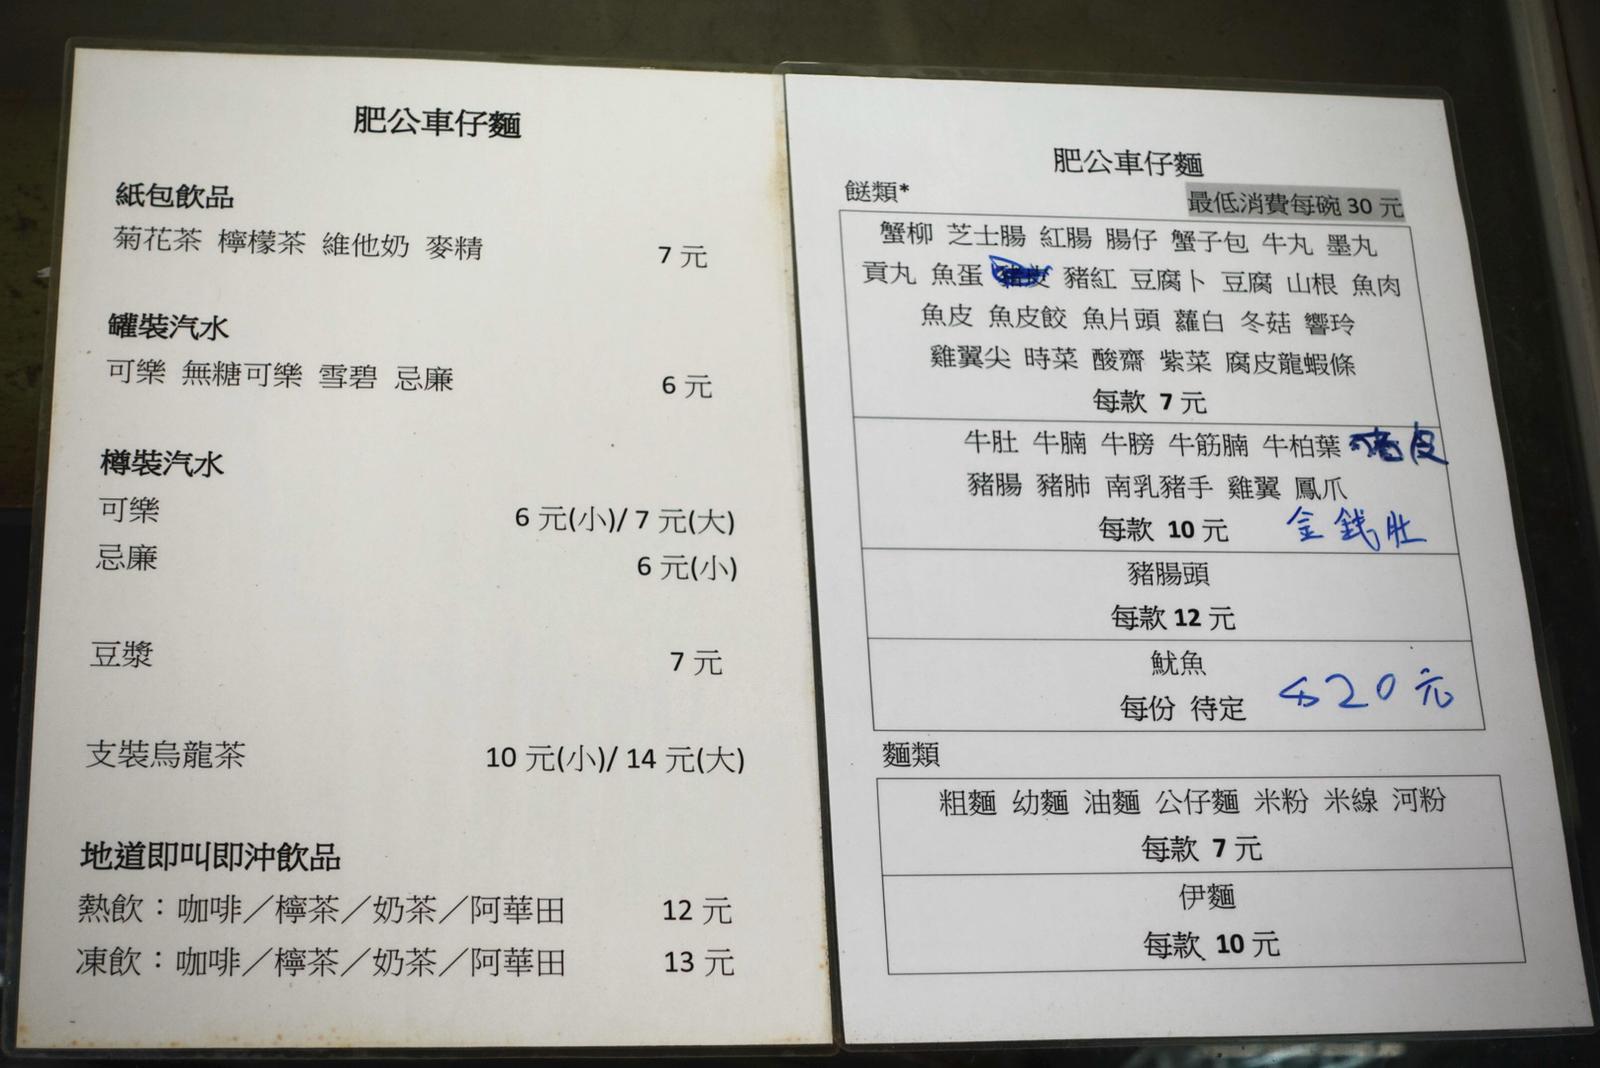 肥公車仔麵
紙包飲品
菊花茶 檸檬茶 維他奶 麥精 7 元
罐裝汽水
可樂 無糖可樂 雪碧 忌廉 6 元
樽裝汽水
可樂 6 元(小)/ 7 元(大)
忌廉 6 元(小)
豆漿 7 元
支裝烏龍茶 10 元(小)/ 14 元(大)
地道即叫即沖飲品
熱飲：咖啡／檸茶／奶茶／阿華田 12 元
凍飲：咖啡／檸茶／奶茶／阿華田 13 元
肥公車仔麵
餸類* 最低消費每碗 30 元
蟹柳 芝士腸 紅腸 腸仔 蟹子包 牛丸 墨丸
貢丸 魚蛋 豬紅 豆腐卜 豆腐 山根 魚肉
魚皮 魚皮餃 魚片頭 蘿白 冬菇 響玲
雞翼尖 時菜 酸齋 紫菜 腐皮龍蝦條
每款 7 元
牛肚 牛腩 牛膀 牛筋腩 牛柏葉 豬皮
豬腸 豬肺 南乳豬手 雞翼 鳳爪
每款 10 元 金錢肚
豬腸頭
每款 12 元
魷魚
每份 待定 20 元
麵類
粗麵 幼麵 油麵 公仔麵 米粉 米線 河粉
每款 7 元
伊麵
每款 10 元